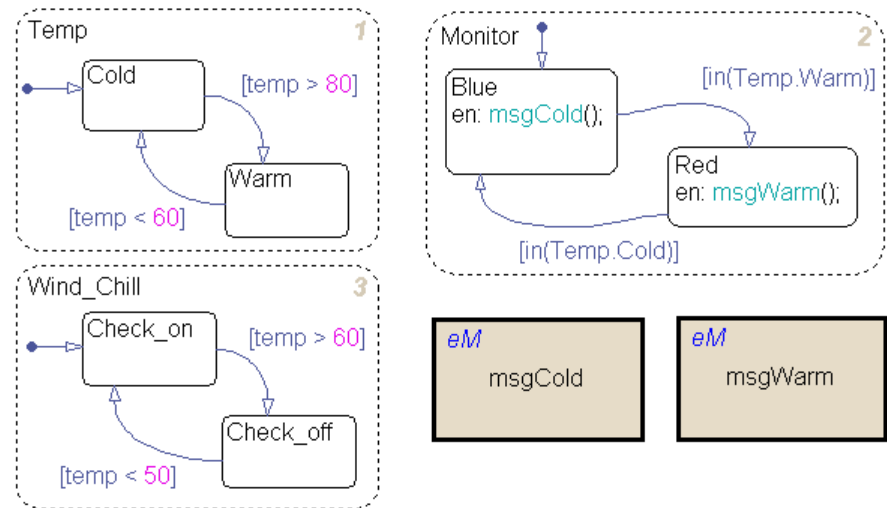 Temp
1
Cold
[temp > 80]
Warm
[temp < 60]
Monitor
2
Blue
en: msgCold();
[in(Temp.Warm)]
Red
en: msgWarm();
[in(Temp.Cold)]
Wind_Chill
3
Check_on
[temp > 60]
Check_off
[temp < 50]
eM
msgCold
eM
msgWarm